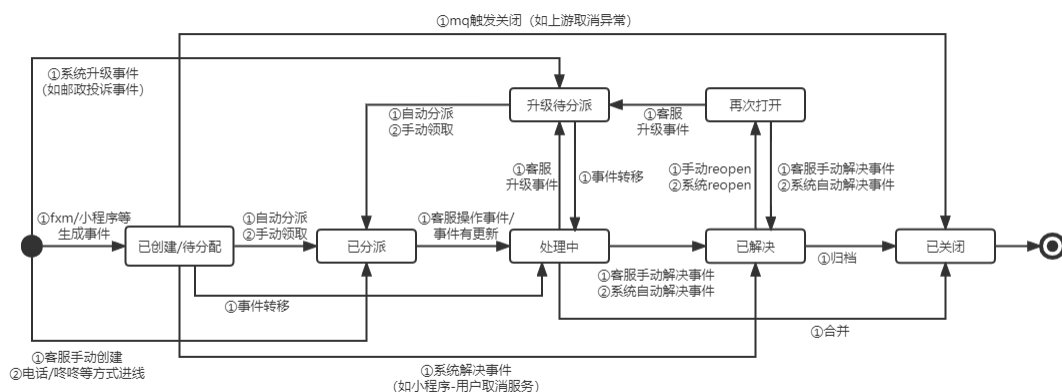 ①mq触发关闭（如上游取消异常）
①系统升级事件
（如邮政投诉事件）
升级待分派
再次打开
①自动分派
②手动领取
①客服
升级事件
①客服
升级事件
①事件转移
①手动reopen
②系统reopen
①客服手动解决事件
②系统自动解决事件
①fxm/小程序等
生成事件
已创建/待分配
①自动分派
②手动领取
已分派
①客服操作事件/
事件有更新
处理中
①客服手动解决事件
②系统自动解决事件
已解决
①归档
已关闭
①事件转移
①合并
①客服手动创建
②电话/咚咚等方式进线
①系统解决事件
（如小程序-用户取消服务）